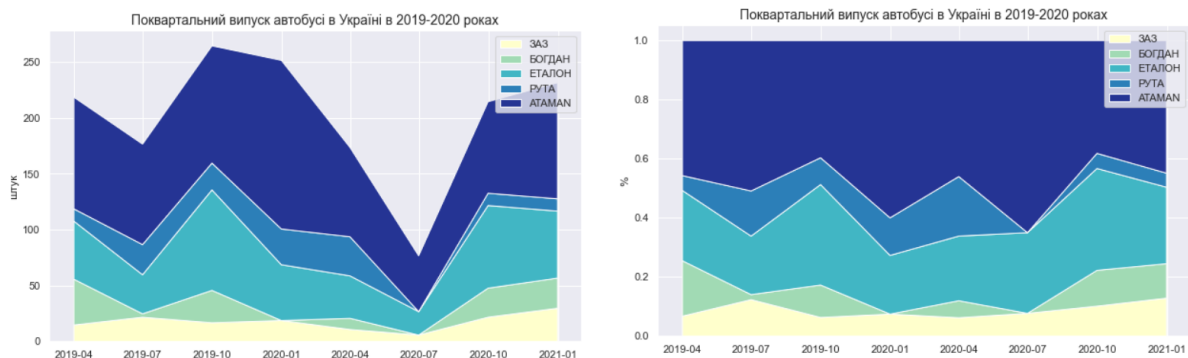 Поквартальний випуск автобусі в Україні в 2019-2020 роках
ЗАЗ
БОГДАН
ЕТАЛОН
РУТА
ATAMAN
250
200
150
100
50
0
штук
2019-04 2019-07 2019-10 2020-01 2020-04 2020-07 2020-10 2021-01
Поквартальний випуск автобусі в Україні в 2019-2020 роках
ЗАЗ
БОГДАН
ЕТАЛОН
РУТА
ATAMAN
1.0
0.8
0.6
0.4
0.2
0.0
%
2019-04 2019-07 2019-10 2020-01 2020-04 2020-07 2020-10 2021-01